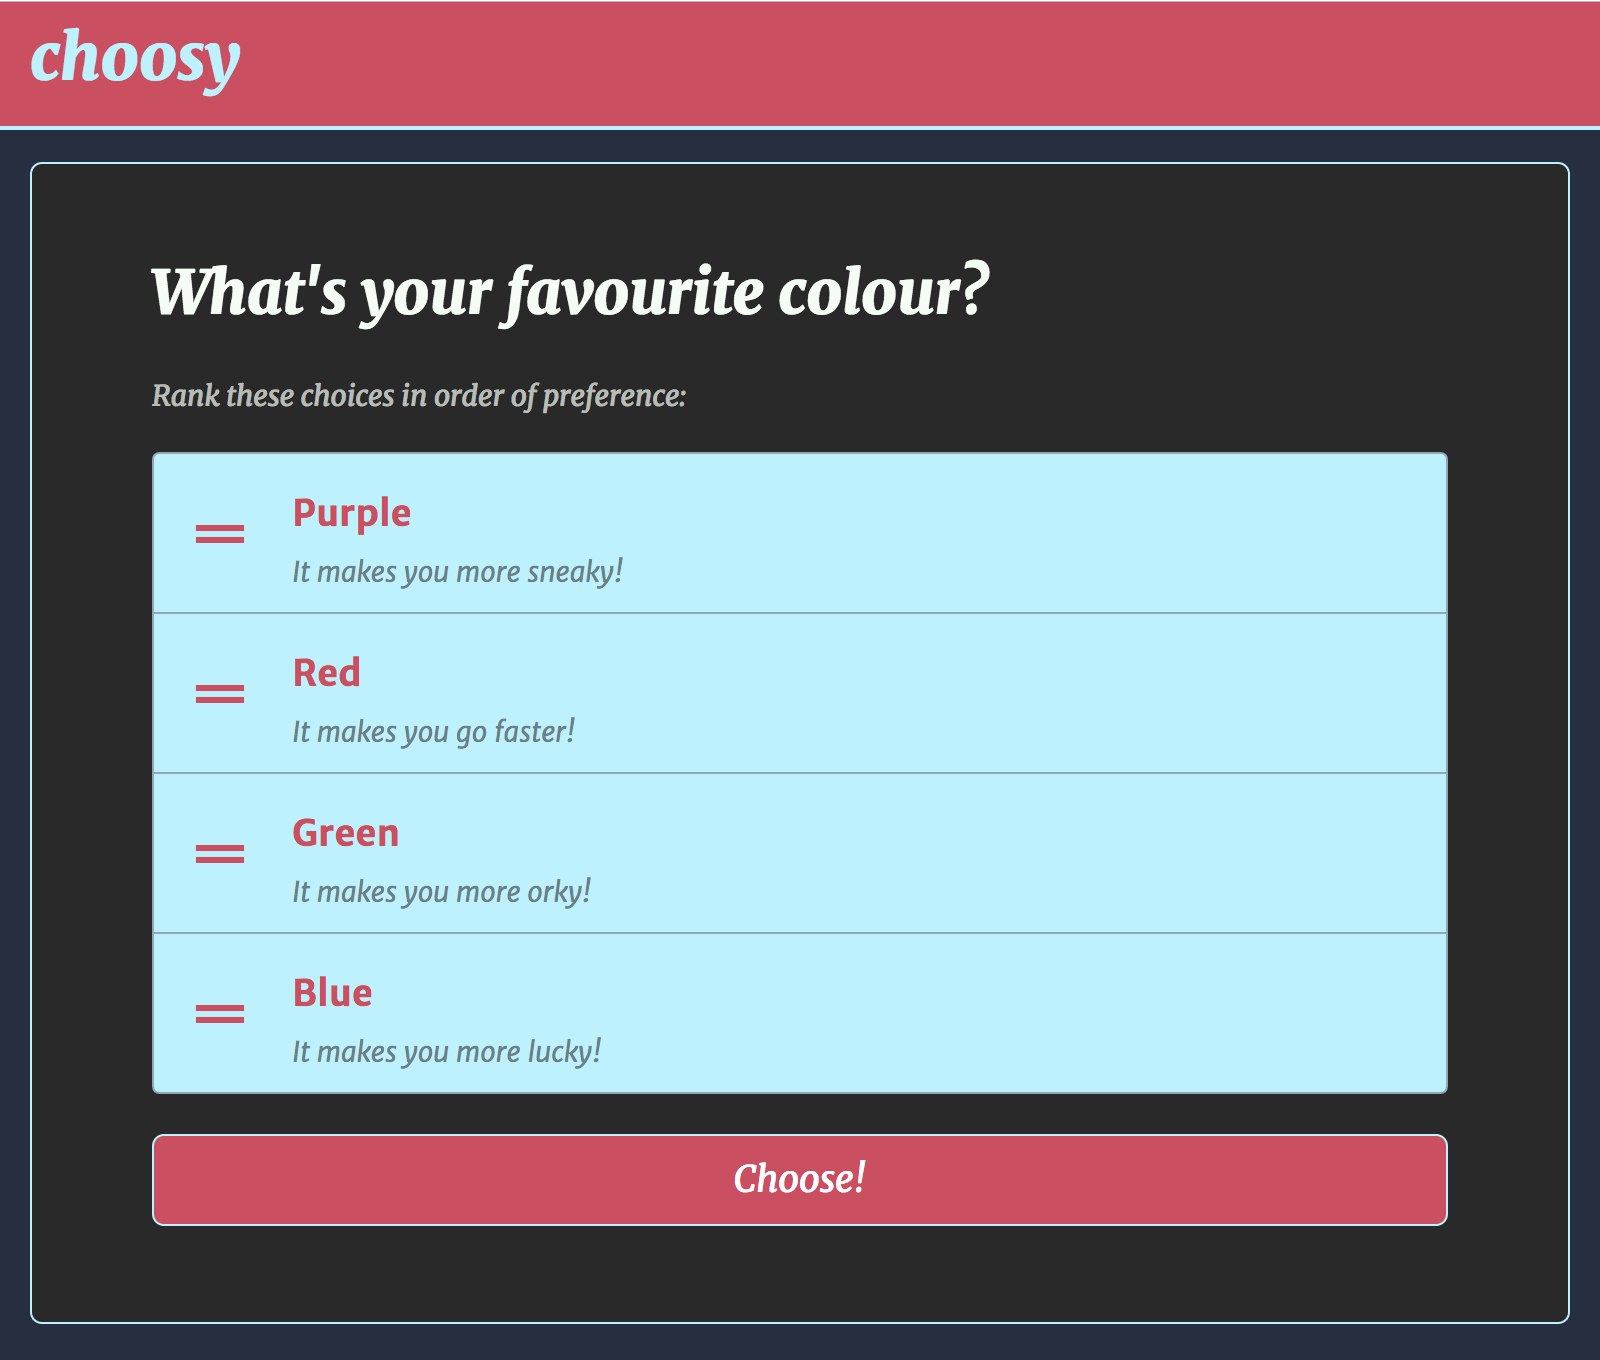 choosy
What's your favourite colour?
Rank these choices in order of preference:
Purple
It makes you more sneaky!
Red
It makes you go faster!
Green
It makes you more orky!
Blue
It makes you more lucky!
Choose!